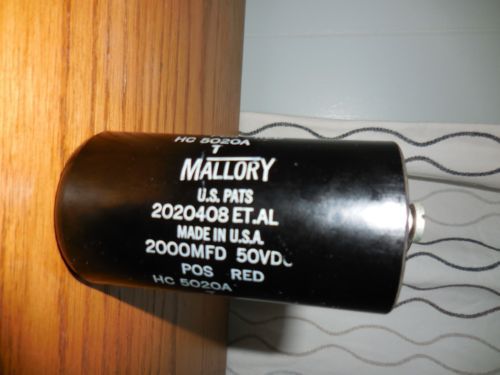 HC 5020A
T
MALLORY
U.S. PATS
2020408 ET.AL
MADE IN U.S.A.
2000MFD 50VDC
POS RED
HC 5020A